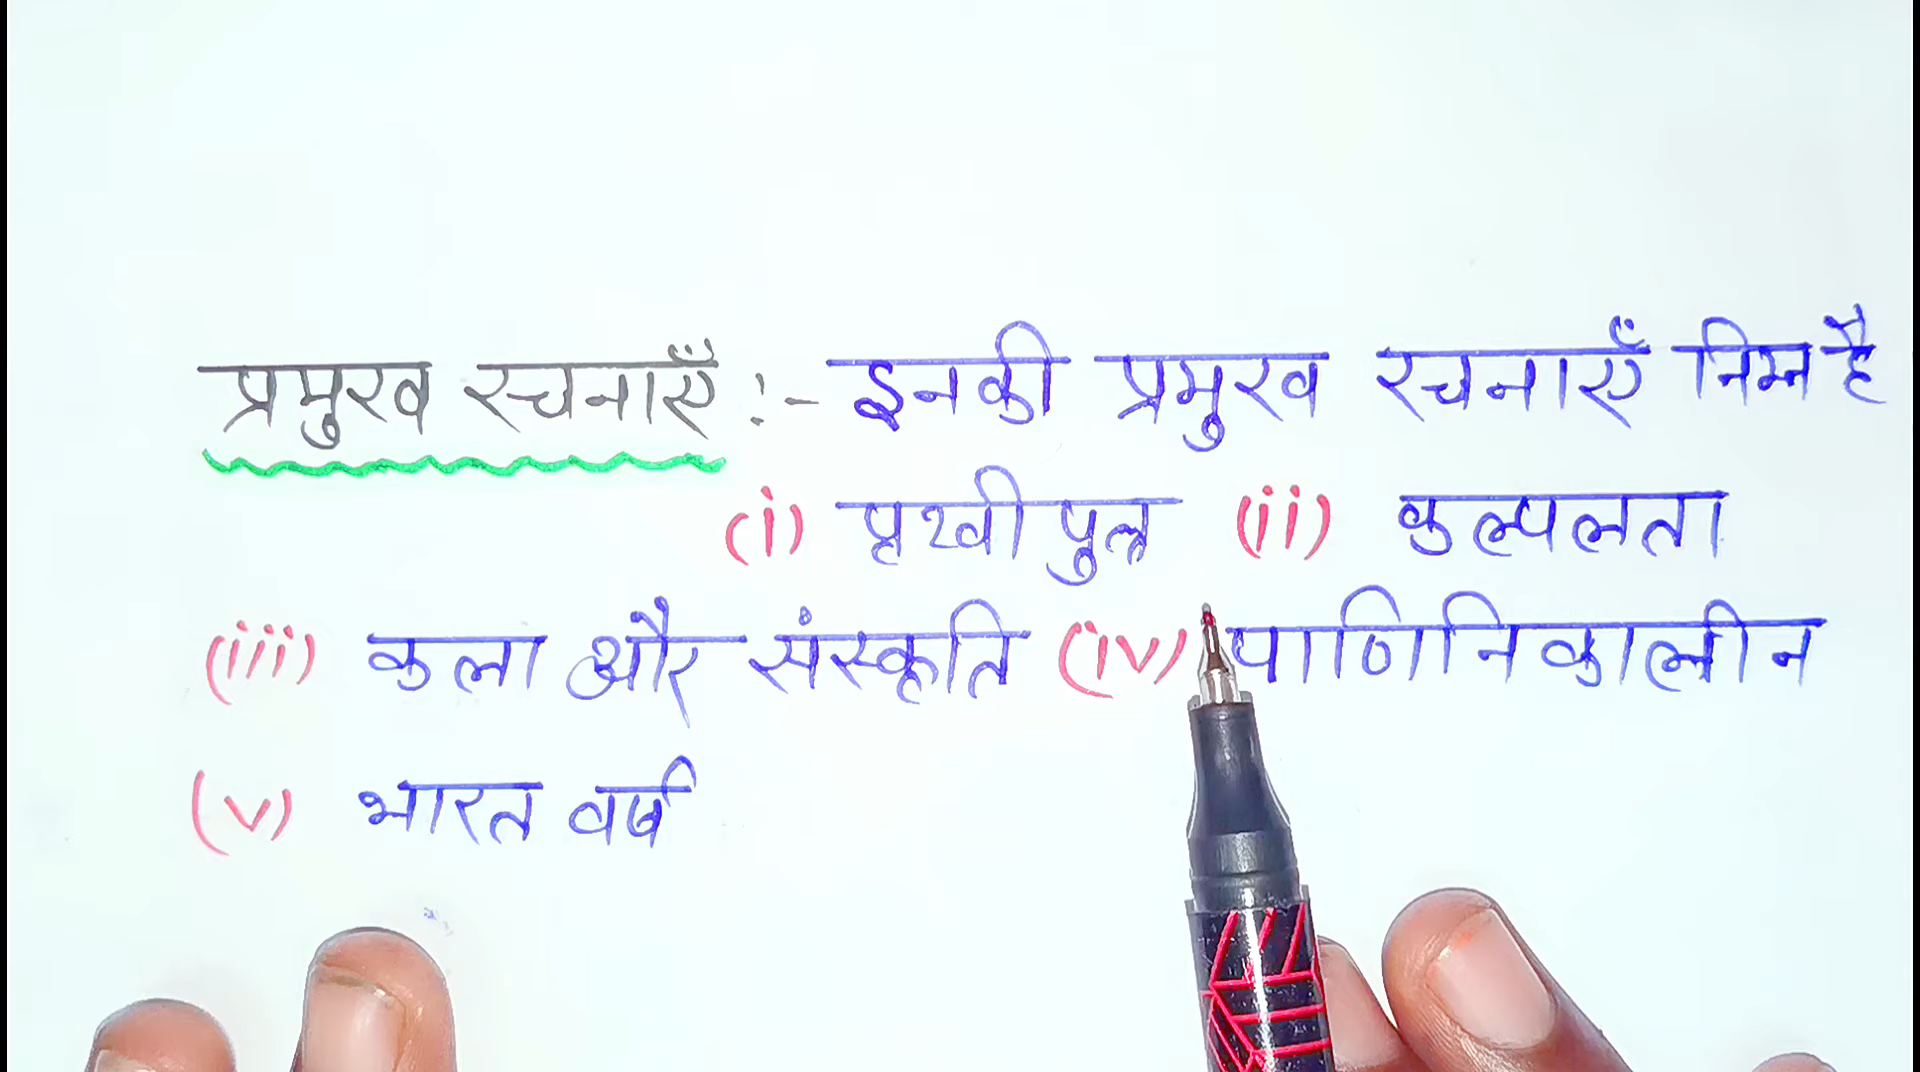 प्रमुख रचनाएँ :- इनकी प्रमुख रचनाएँ निम्न है
(i) पृथ्वी पुत्र (ii) कल्पलता
(iii) कला और संस्कृति (iv) पाणिनिकालीन
(v) भारत वर्ष